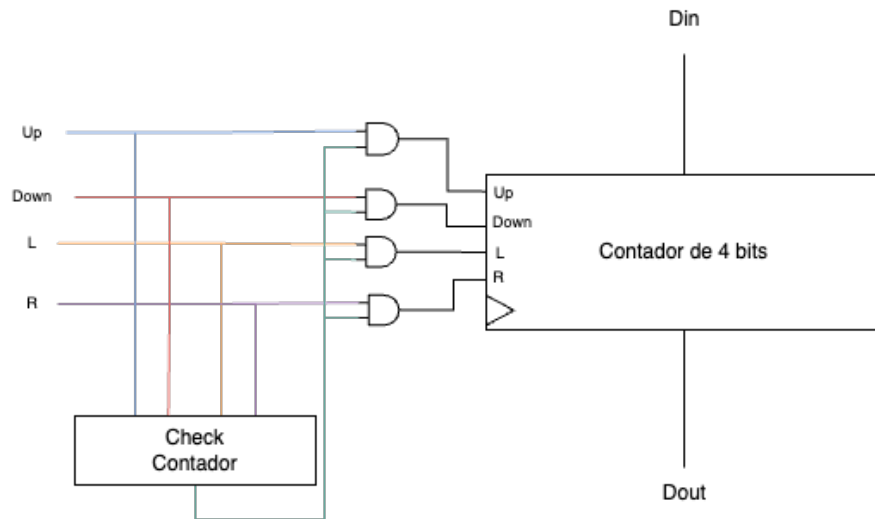 Din
Up
Down
L
R
Up
Down
L
R
Contador de 4 bits
Check
Contador
Dout